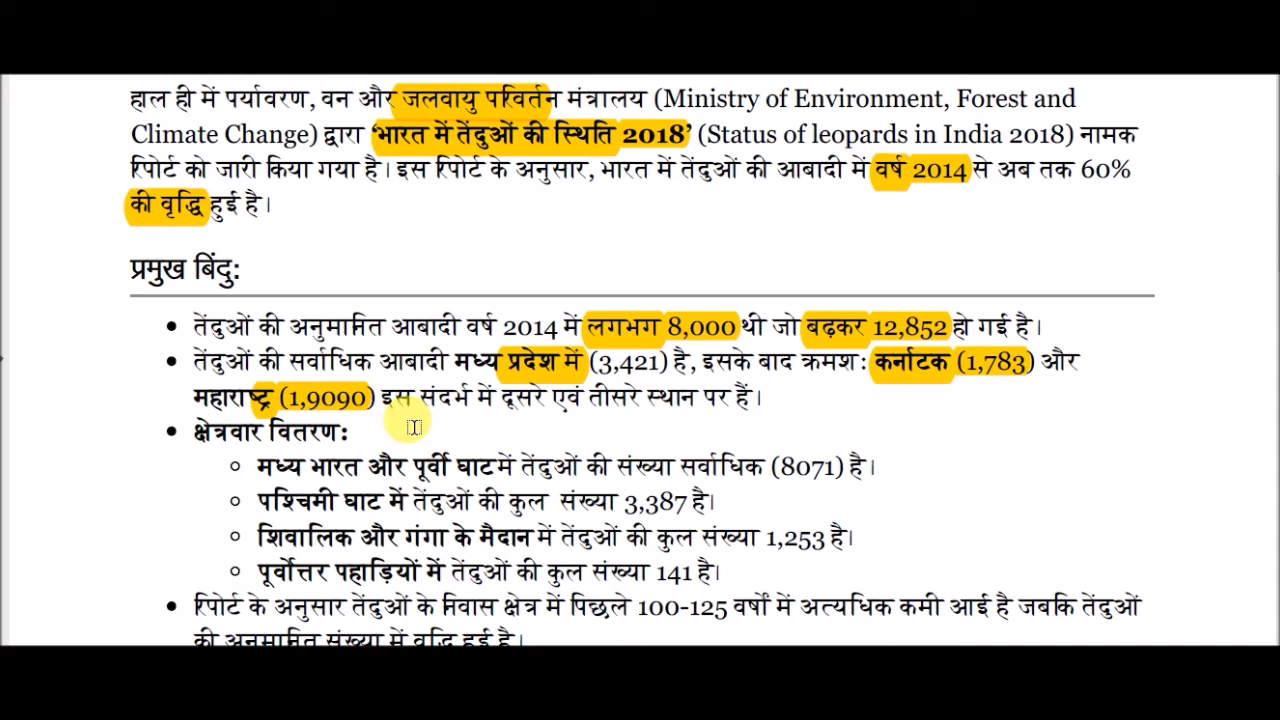 हाल ही में पर्यावरण, वन और जलवायु परिवर्तन मंत्रालय (Ministry of Environment, Forest and
Climate Change) द्वारा 'भारत में तेंदुओं की स्थिति 2018' (Status of leopards in India 2018) नामक
रिपोर्ट को जारी किया गया है। इस रिपोर्ट के अनुसार, भारत में तेंदुओं की आबादी में वर्ष 2014 से अब तक 60%
की वृद्धि हुई है।
प्रमुख बिंदु:
• तेंदुओं की अनुमानित आबादी वर्ष 2014 में लगभग 8,000 थी जो बढ़कर 12,852 हो गई है।
• तेंदुओं की सर्वाधिक आबादी मध्य प्रदेश में (3,421) है, इसके बाद क्रमश: कर्नाटक (1,783) और
महाराष्ट्र (1,9090) इस संदर्भ में दूसरे एवं तीसरे स्थान पर हैं।
• क्षेत्रवार वितरण:
○ मध्य भारत और पूर्वी घाट में तेंदुओं की संख्या सर्वाधिक (8071) है।
○ पश्चिमी घाट में तेंदुओं की कुल संख्या 3,387 है।
○ शिवालिक और गंगा के मैदान में तेंदुओं की कुल संख्या 1,253 है।
○ पूर्वोत्तर पहाड़ियों में तेंदुओं की कुल संख्या 141 है।
• रिपोर्ट के अनुसार तेंदुओं के निवास क्षेत्र में पिछले 100-125 वर्षों में अत्यधिक कमी आई है जबकि तेंदुओं
की अनुमानित संख्या में वृद्धि हुई है।